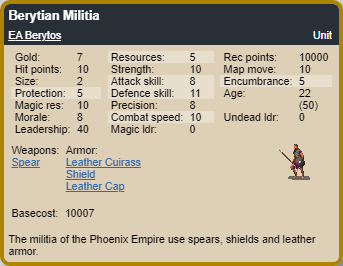 Berytian Militia
EA Berytos Unit
Gold: 7 Resources: 5 Rec points: 10000
Hit points: 10 Strength: 10 Map move: 10
Size: 2 Attack skill: 8 Encumbrance: 5
Protection: 5 Defence skill: 11 Age: 22
Magic res: 10 Precision: 8 (50)
Morale: 8 Combat speed: 10 Undead ldr: 0
Leadership: 40 Magic ldr: 0
Weapons: Armor:
Spear Leather Cuirass
Shield
Leather Cap
Basecost: 10007
The militia of the Phoenix Empire use spears, shields and leather
armor.